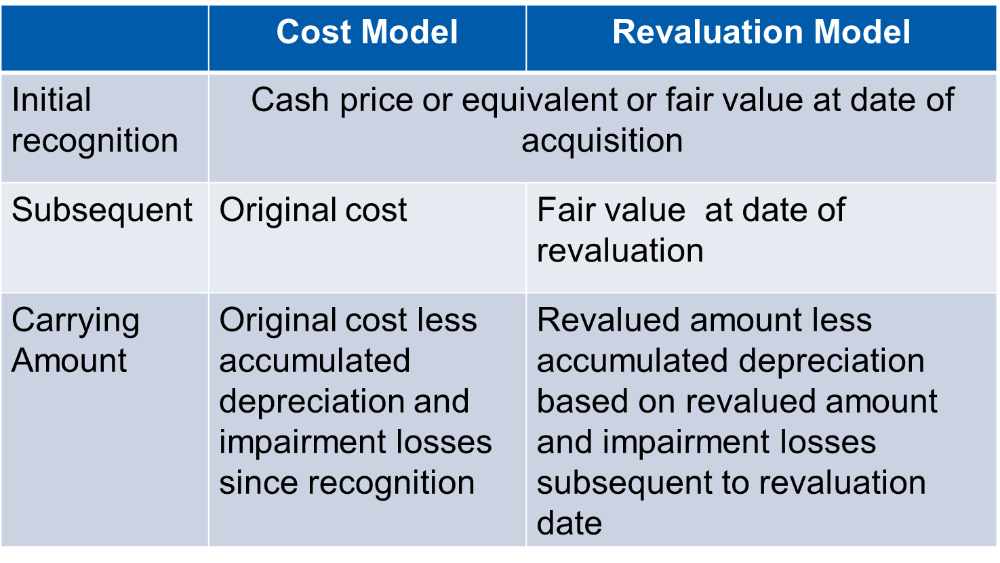 Cost Model
Revaluation Model
Initial
recognition
Cash price or equivalent or fair value at date of
acquisition
Subsequent
Original cost
Fair value  at date of
revaluation
Carrying
Amount
Original cost less
accumulated
depreciation and
impairment losses
since recognition
Revalued amount less
accumulated depreciation
based on revalued amount
and impairment losses
subsequent to revaluation
date